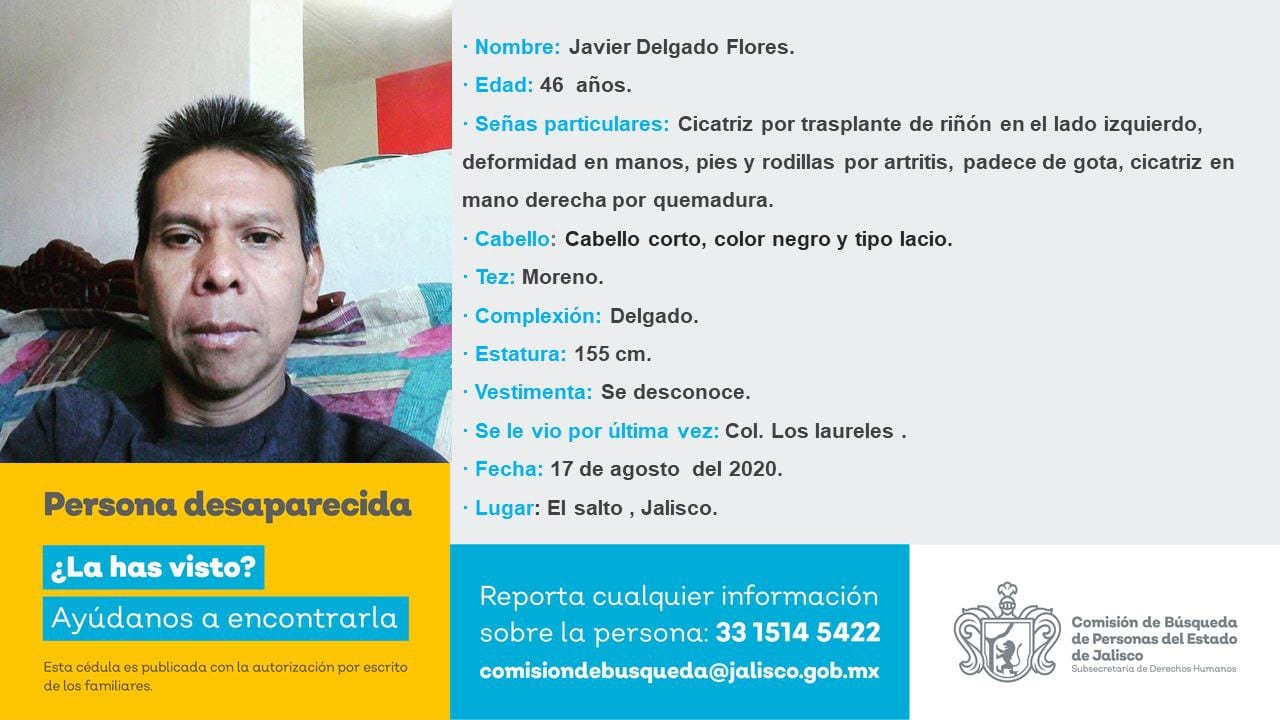 · Nombre: Javier Delgado Flores.
· Edad: 46 años.
· Señas particulares: Cicatriz por trasplante de riñón en el lado izquierdo,
deformidad en manos, pies y rodillas por artritis, padece de gota, cicatriz en
mano derecha por quemadura.
· Cabello: Cabello corto, color negro y tipo lacio.
· Tez: Moreno.
· Complexión: Delgado.
· Estatura: 155 cm.
· Vestimenta: Se desconoce.
· Se le vio por última vez: Col. Los laureles .
· Fecha: 17 de agosto del 2020.
· Lugar: El salto , Jalisco.
Persona desaparecida
¿La has visto?
Ayúdanos a encontrarla
Esta cédula es publicada con la autorización por escrito
de los familiares.
Reporta cualquier información
sobre la persona: 33 1514 5422
comisiondebusqueda@jalisco.gob.mx
Comisión de Búsqueda
de Personas del Estado
de Jalisco
Subsecretaría de Derechos Humanos